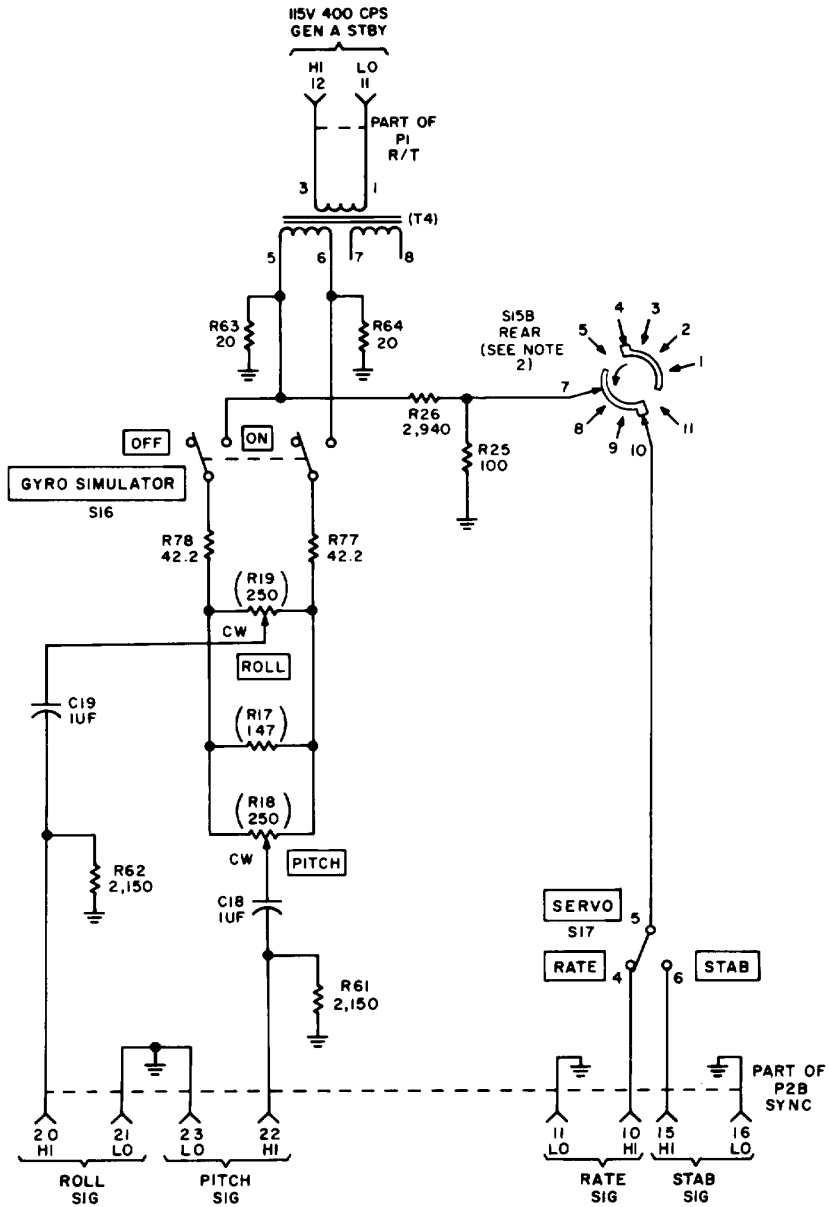 115V 400 CPS
GEN A STBY
HI LO
12 11
PART OF
P1
R/T
3 1
(T4)
5 6 7 8
R63
20
R64
20
S15B
REAR
(SEE NOTE
2)
4 3
5 2
1
7
8 11
9 10
R26
2,940
R25
100
OFF ON
GYRO SIMULATOR
S16
R78
42.2
R77
42.2
(R19
250)
CW
ROLL
C19
1UF
(R17
147)
(R18
250)
CW
PITCH
R62
2,150
C18
1UF
R61
2,150
SERVO 5
S17
RATE 4 6 STAB
PART OF
P2B
SYNC
20 21 23 22 11 10 15 16
HI LO LO HI LO HI HI LO
ROLL
SIG
PITCH
SIG
RATE
SIG
STAB
SIG